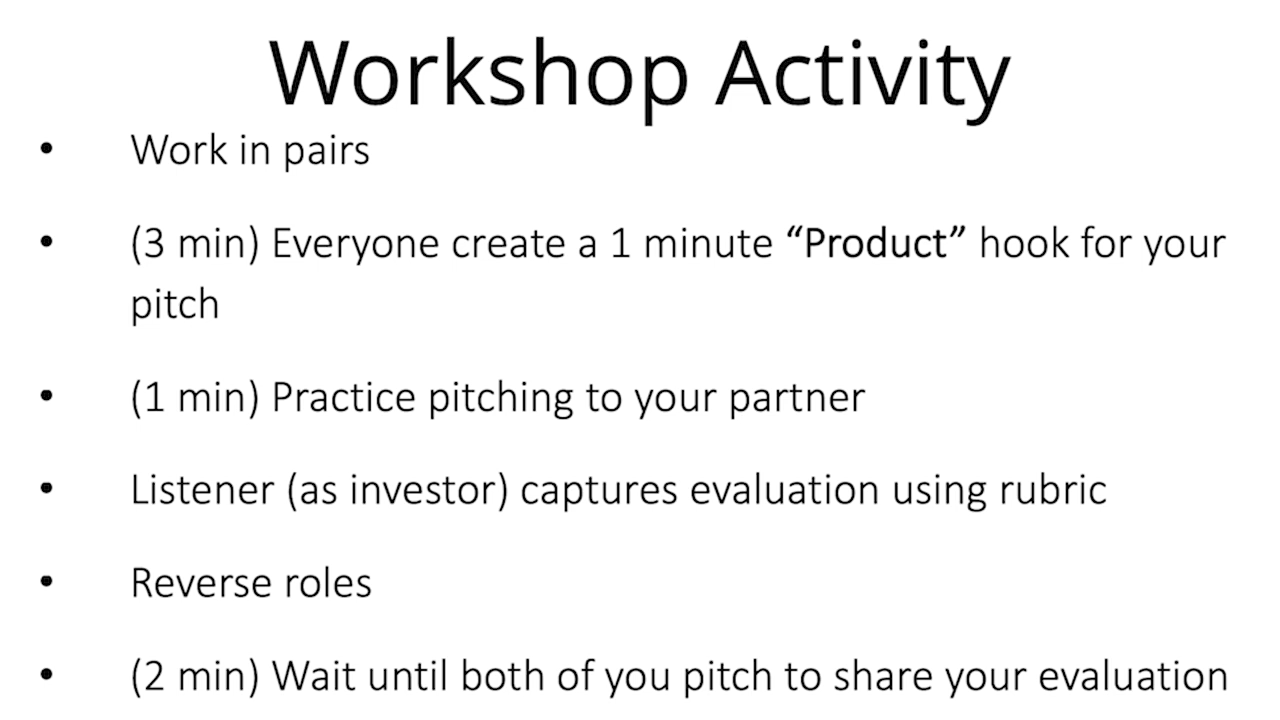 Workshop Activity
• Work in pairs
• (3 min) Everyone create a 1 minute “Product” hook for your
pitch
• (1 min) Practice pitching to your partner
• Listener (as investor) captures evaluation using rubric
• Reverse roles
• (2 min) Wait until both of you pitch to share your evaluation